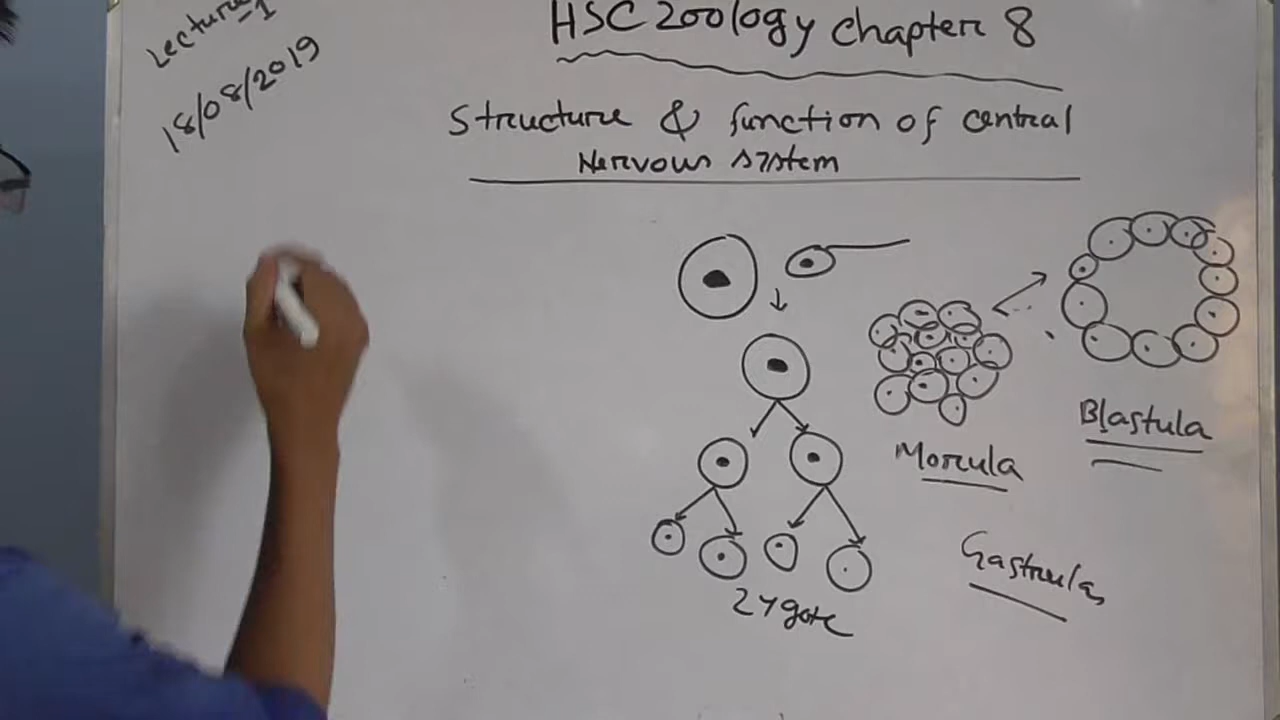 Lecture-1
18/08/2019
HSC Zoology chapter 8
Structure & function of central
Nervous system
Morula
Blastula
Gastrula
Zygote